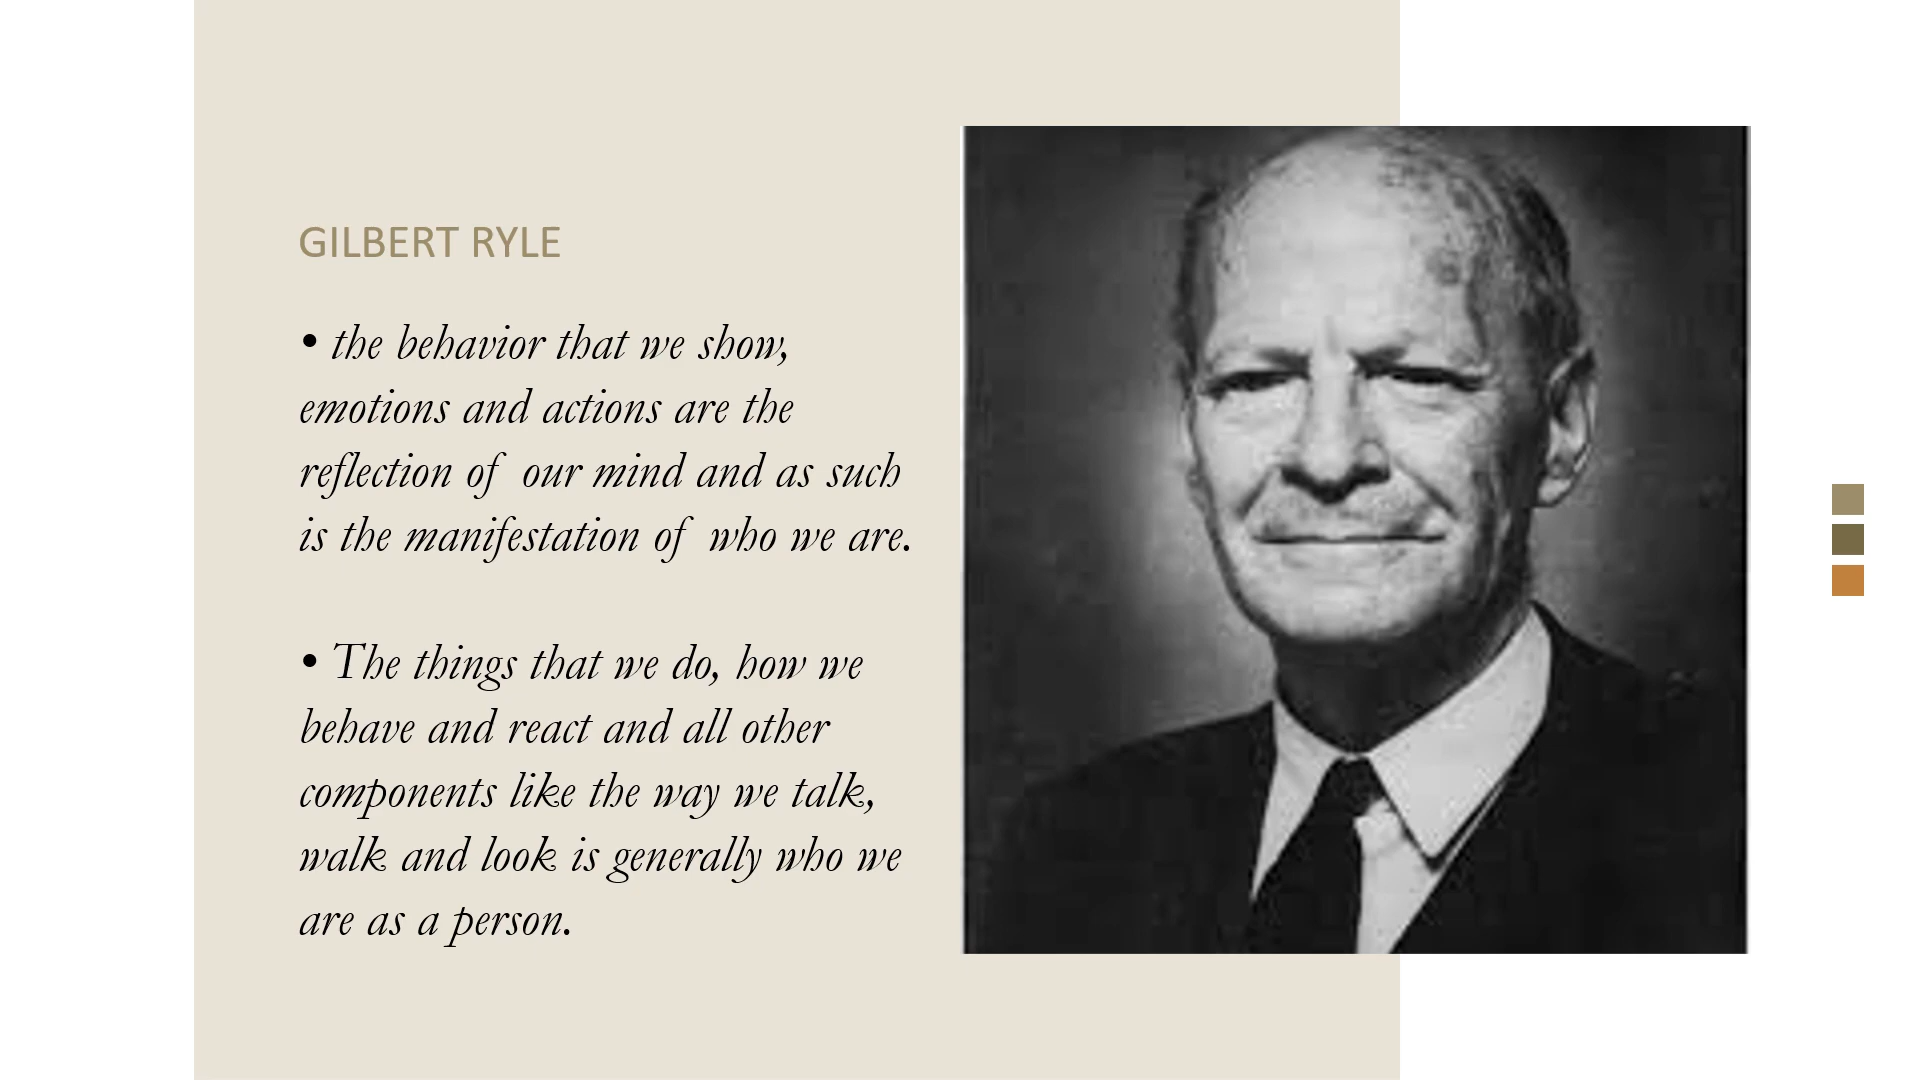 GILBERT RYLE
• the behavior that we show,
emotions and actions are the
reflection of our mind and as such
is the manifestation of who we are.
• The things that we do, how we
behave and react and all other
components like the way we talk,
walk and look is generally who we
are as a person.